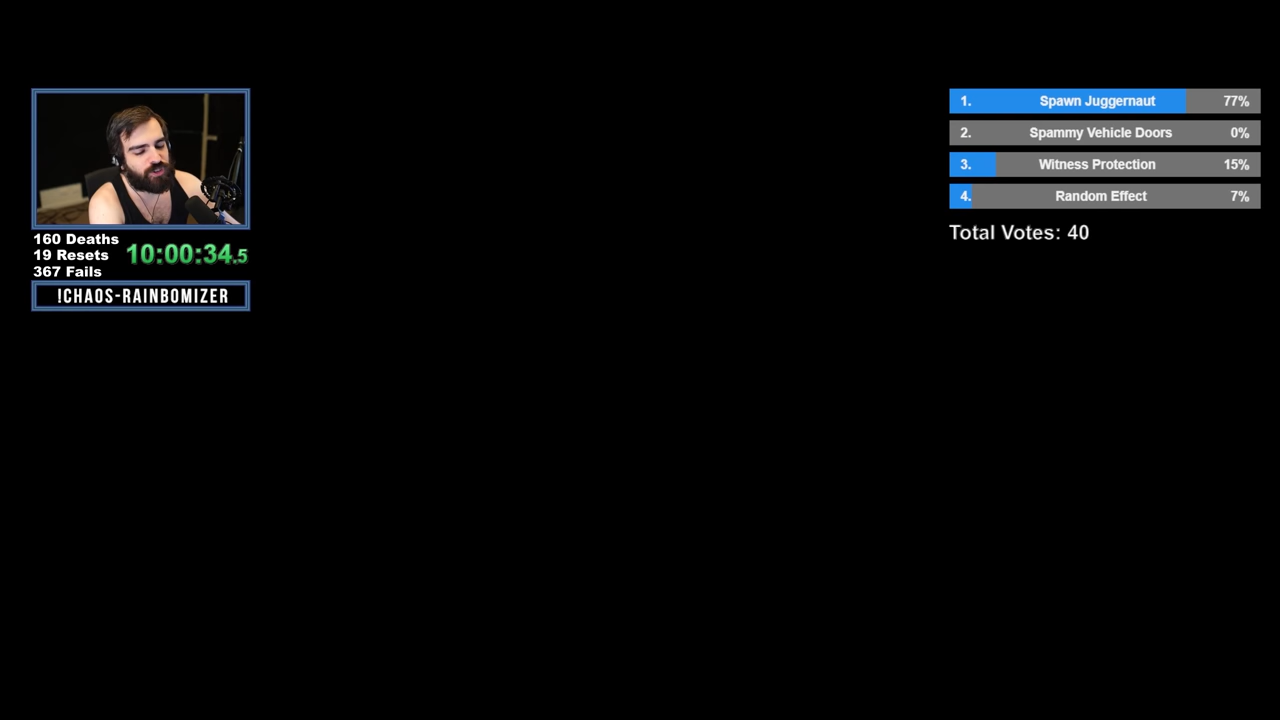 1. Spawn Juggernaut 77%
2. Spammy Vehicle Doors 0%
3. Witness Protection 15%
4. Random Effect 7%
Total Votes: 40
160 Deaths
19 Resets
367 Fails
10:00:34.5
!CHAOS-RAINBOMIZER